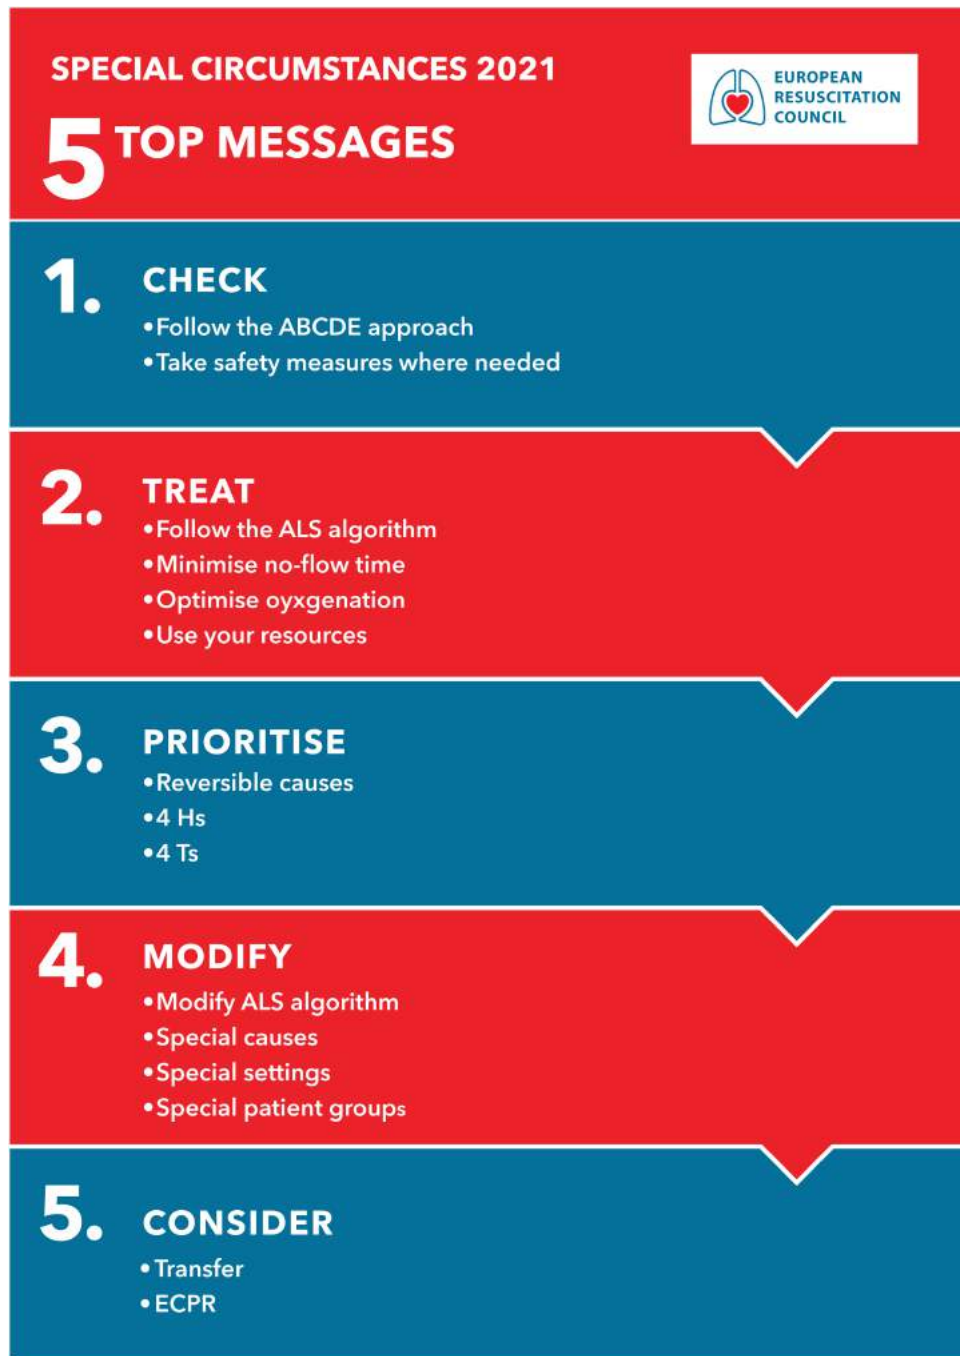 SPECIAL CIRCUMSTANCES 2021
5 TOP MESSAGES
EUROPEAN
RESUSCITATION
COUNCIL
1. CHECK
•Follow the ABCDE approach
•Take safety measures where needed
2. TREAT
•Follow the ALS algorithm
•Minimise no-flow time
•Optimise oyxgenation
•Use your resources
3. PRIORITISE
•Reversible causes
•4 Hs
•4 Ts
4. MODIFY
•Modify ALS algorithm
•Special causes
•Special settings
•Special patient groups
5. CONSIDER
•Transfer
•ECPR